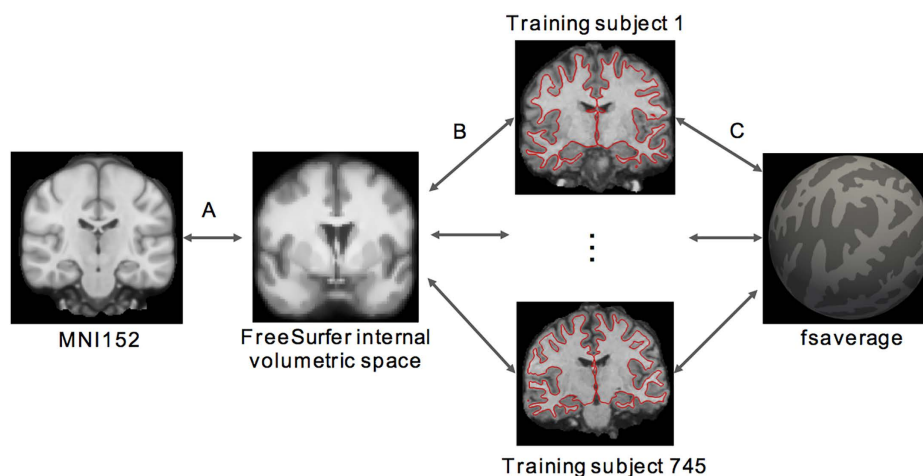 Training subject 1
B
C
A
MNI152
FreeSurfer internal
volumetric space
fsaverage
Training subject 745